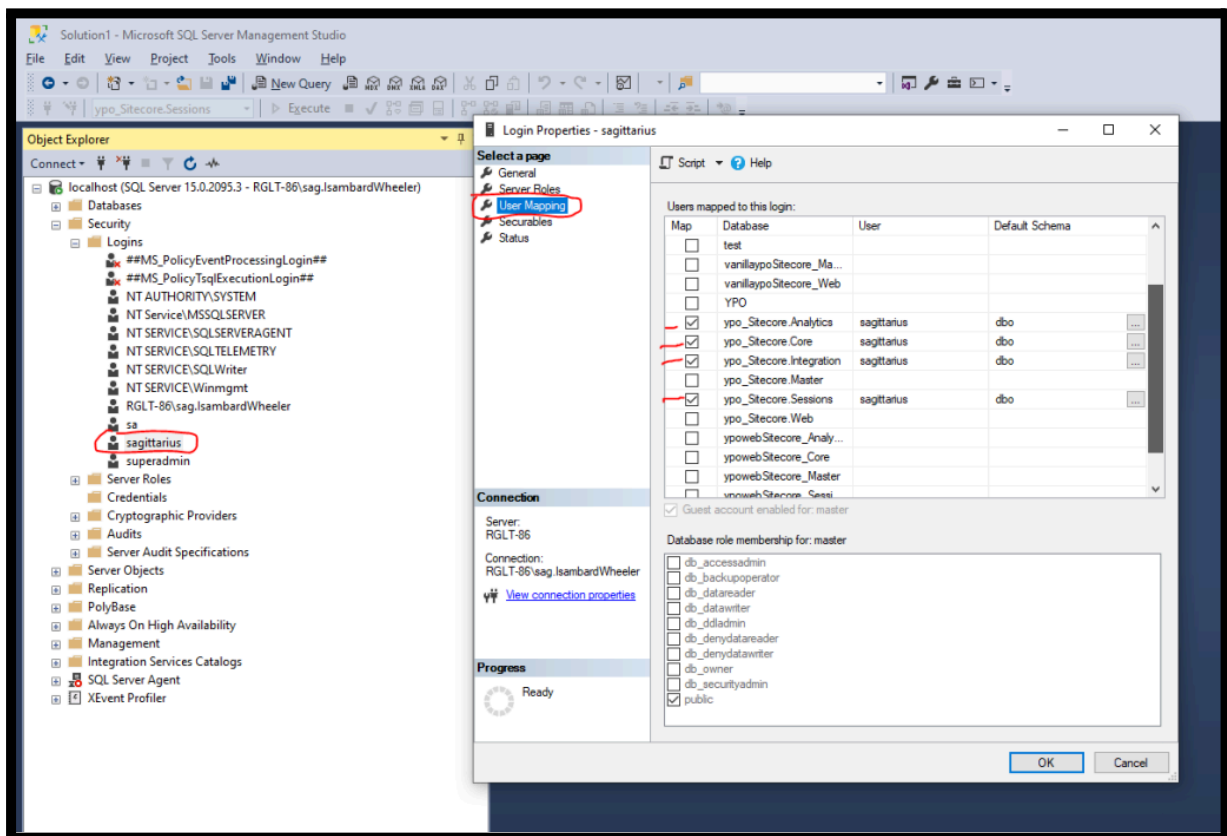 Solution1 - Microsoft SQL Server Management Studio
File Edit View Project Tools Window Help
New Query
ypo_Sitecore.Sessions Execute
Object Explorer
Connect
localhost (SQL Server 15.0.2095.3 - RGLT-86\sag.IsambardWheeler)
Databases
Security
Logins
##MS_PolicyEventProcessingLogin##
##MS_PolicyTsqlExecutionLogin##
NT AUTHORITY\SYSTEM
NT Service\MSSQLSERVER
NT SERVICE\SQLSERVERAGENT
NT SERVICE\SQLTELEMETRY
NT SERVICE\SQLWriter
NT SERVICE\Winmgmt
RGLT-86\sag.IsambardWheeler
sa
sagittarius
superadmin
Server Roles
Credentials
Cryptographic Providers
Audits
Server Audit Specifications
Server Objects
Replication
PolyBase
Always On High Availability
Management
Integration Services Catalogs
SQL Server Agent
XEvent Profiler
Login Properties - sagittarius
Select a page
General
Server Roles
User Mapping
Securables
Status
Connection
Server:
RGLT-86
Connection:
RGLT-86\sag.IsambardWheeler
View connection properties
Progress
Ready
Script Help
Users mapped to this login:
Map Database User Default Schema
test
vanillaypoSitecore_Ma...
vanillaypoSitecore_Web
YPO
ypo_Sitecore.Analytics sagittarius dbo ...
ypo_Sitecore.Core sagittarius dbo ...
ypo_Sitecore.Integration sagittarius dbo ...
ypo_Sitecore.Master
ypo_Sitecore.Sessions sagittarius dbo ...
ypo_Sitecore.Web
ypowebSitecore_Analy...
ypowebSitecore_Core
ypowebSitecore_Master
ypowebSitecore_Sessi...
Guest account enabled for: master
Database role membership for: master
db_accessadmin
db_backupoperator
db_datareader
db_datawriter
db_ddladmin
db_denydatareader
db_denydatawriter
db_owner
db_securityadmin
public
OK Cancel